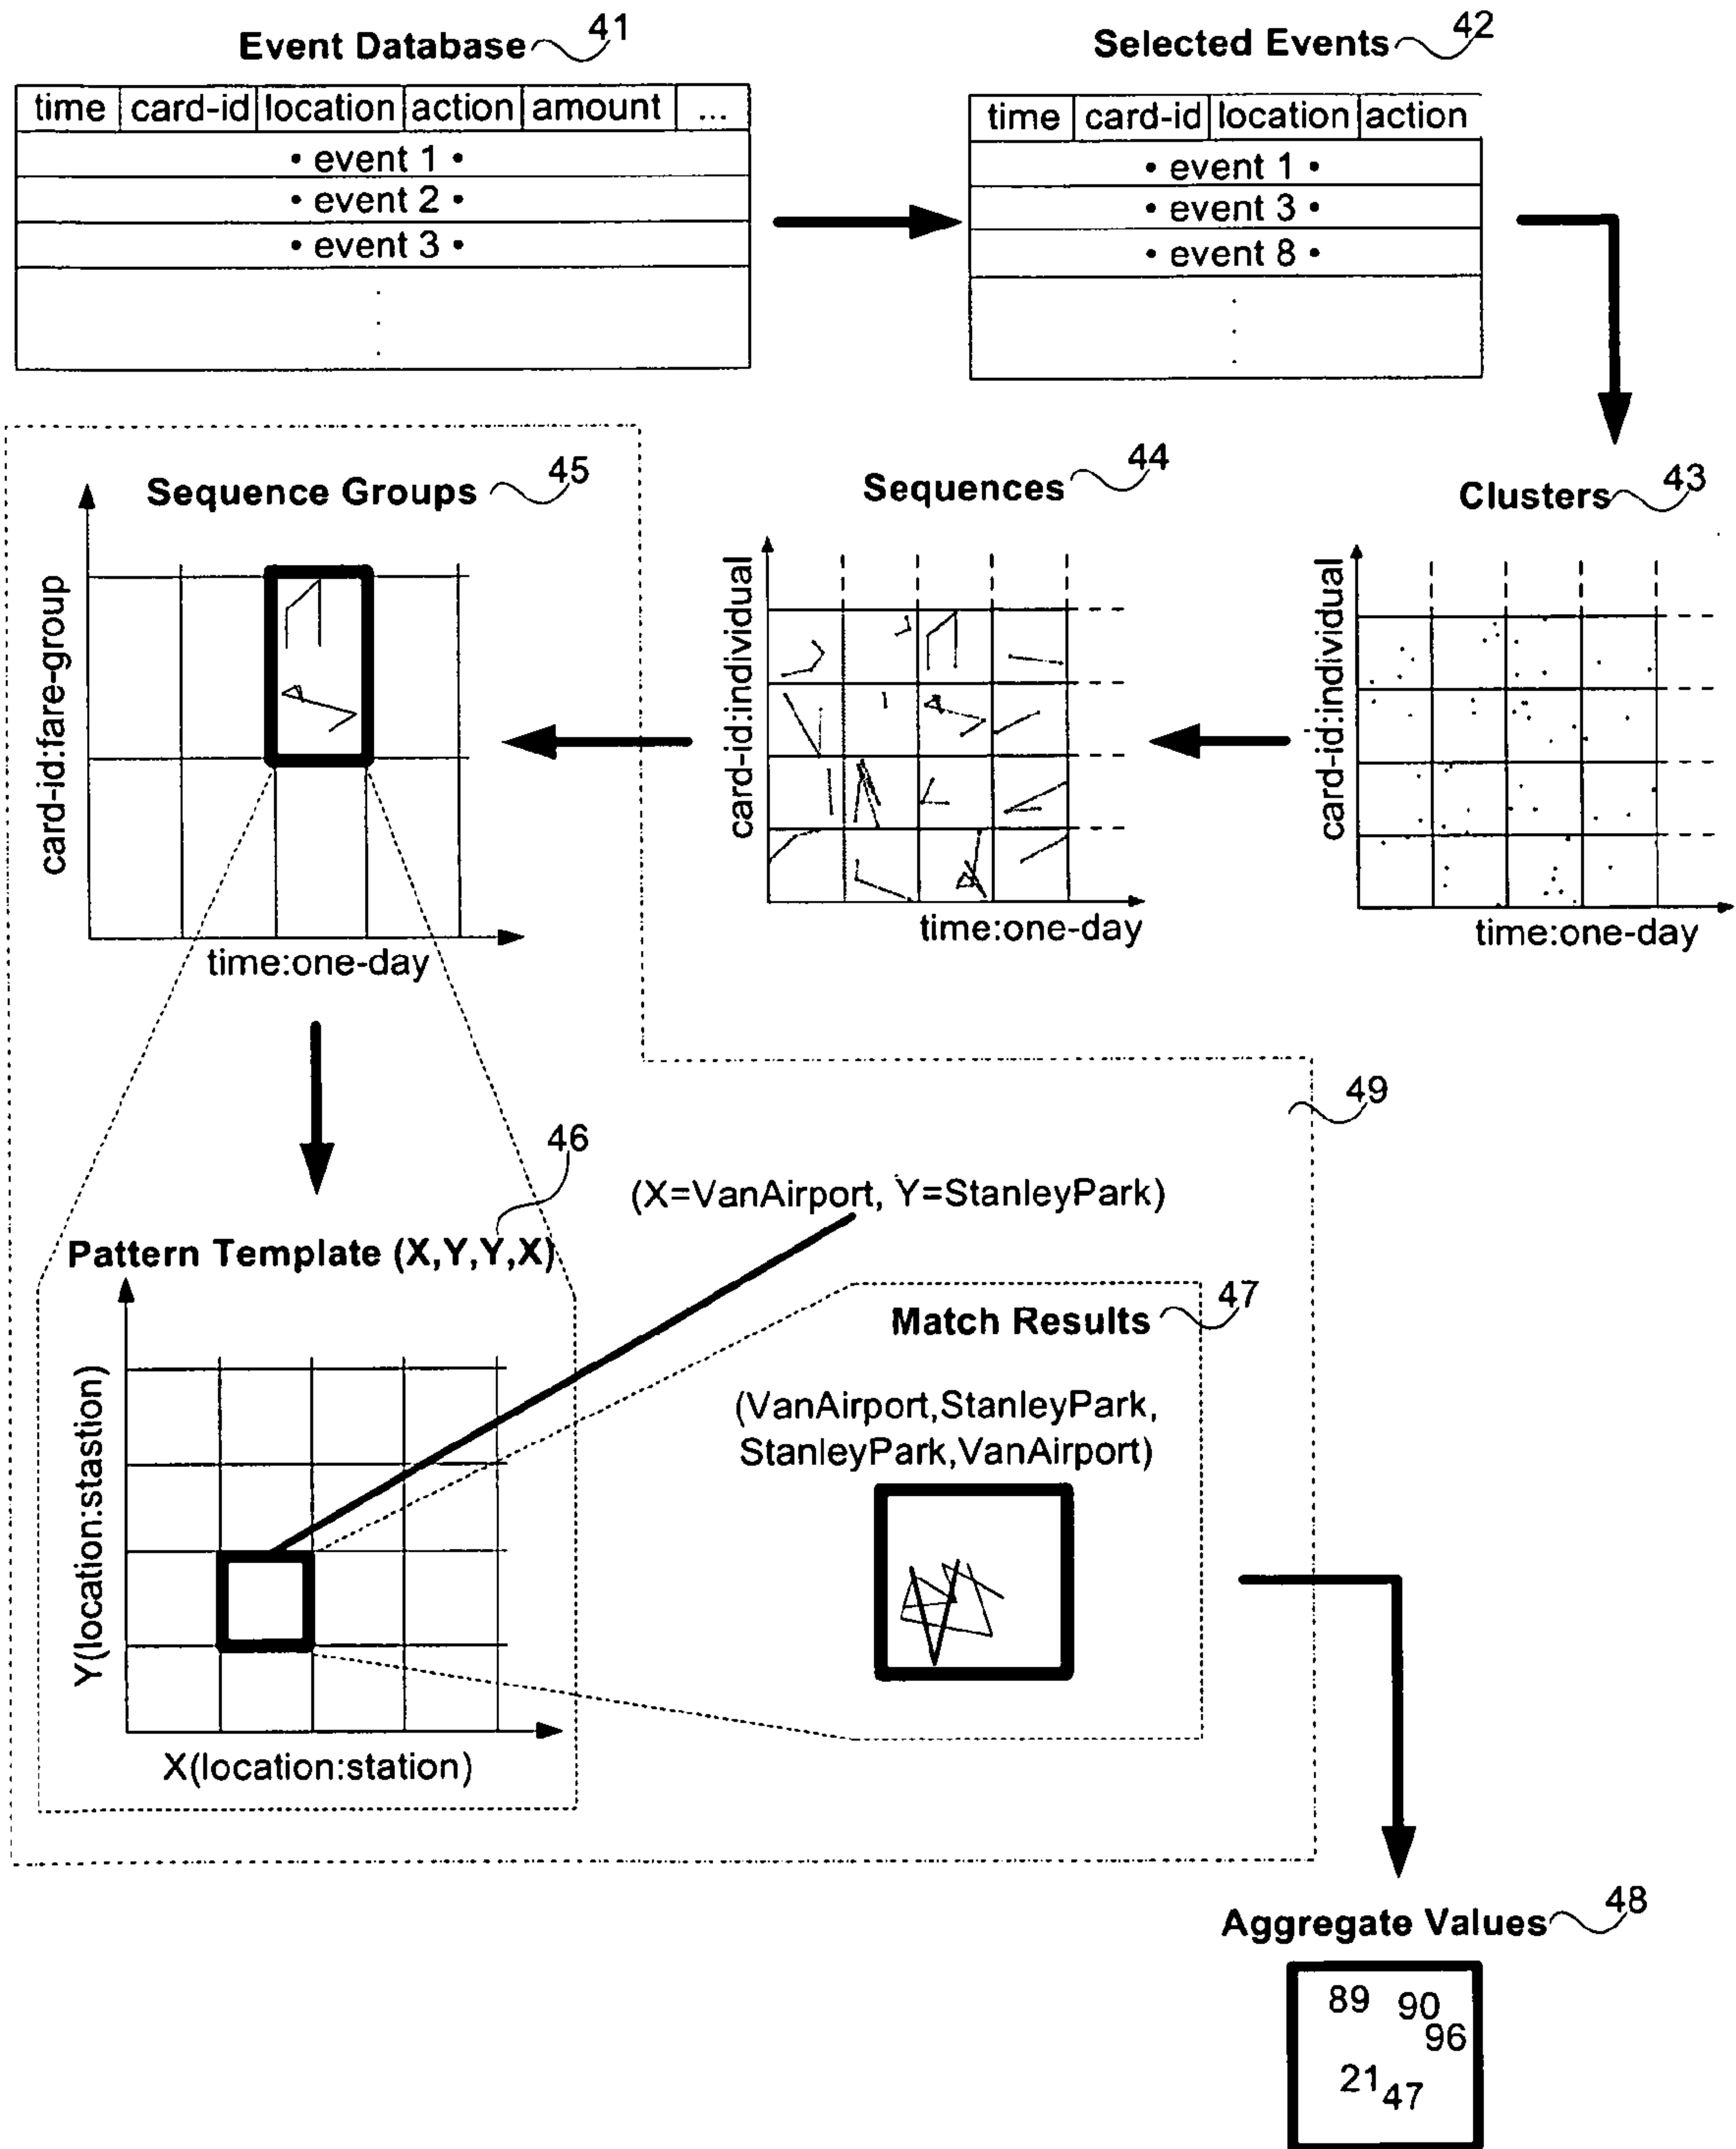 Event Database 41
time card-id location action amount ...
• event 1 •
• event 2 •
• event 3 •
Selected Events 42
time card-id location action
• event 1 •
• event 3 •
• event 8 •
Sequence Groups 45
card-id:fare-group
time:one-day
Sequences 44
card-id:individual
time:one-day
Clusters 43
card-id:individual
time:one-day
49
46
(X=VanAirport, Y=StanleyPark)
Pattern Template (X,Y,Y,X)
Y(location:stastion)
X(location:station)
Match Results 47
(VanAirport,StanleyPark,
StanleyPark,VanAirport)
Aggregate Values 48
89 90
96
21 47